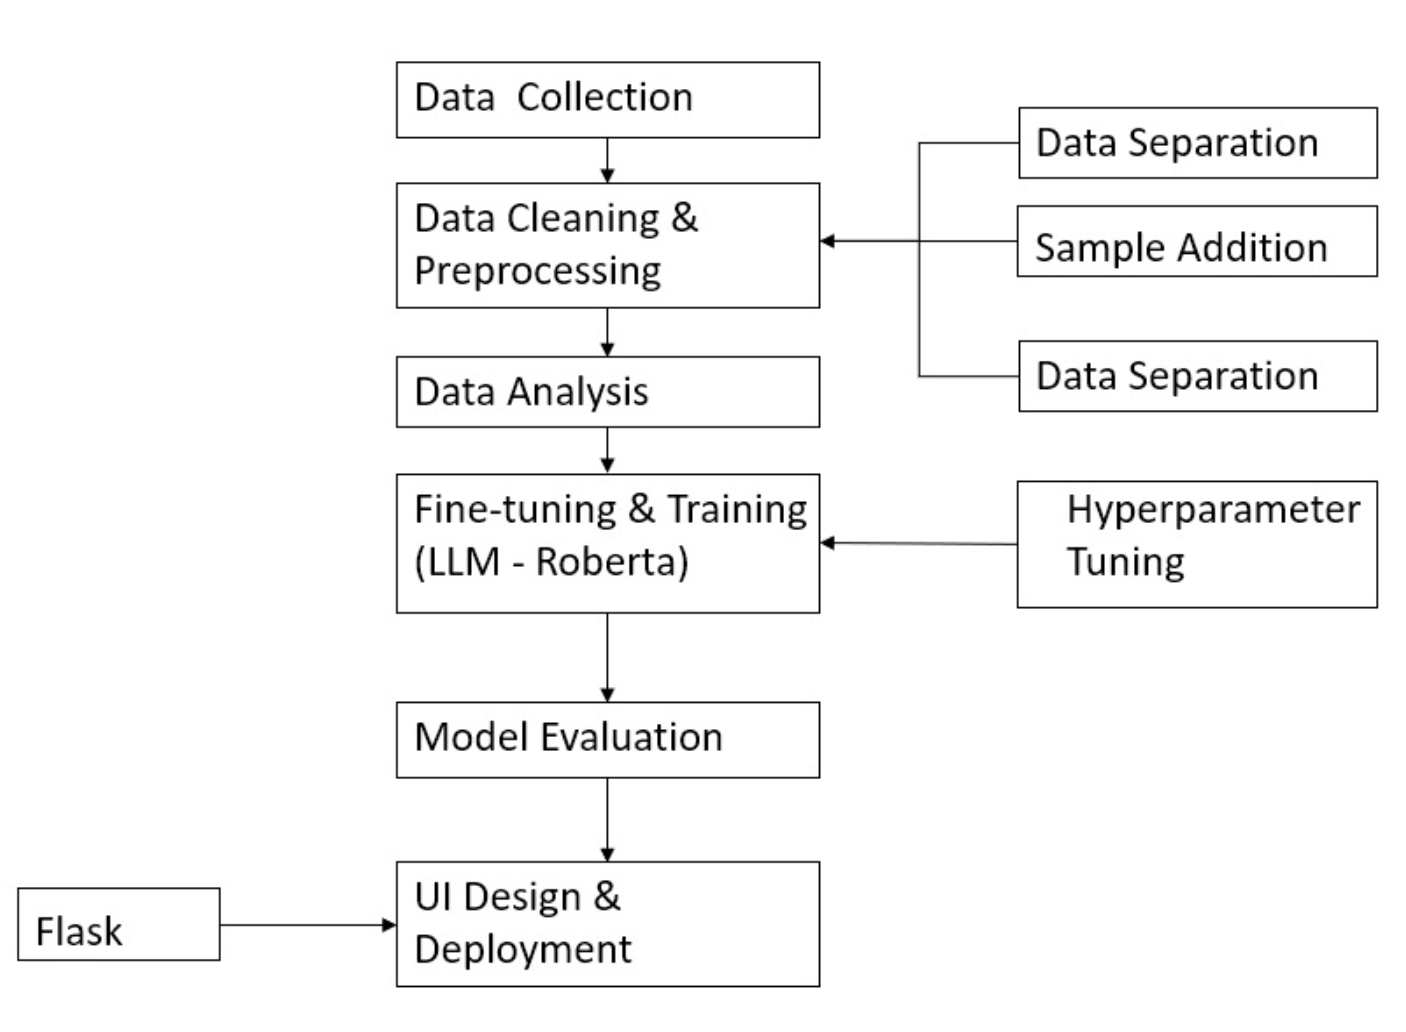 Data  Collection
Data Cleaning &
Preprocessing
Data Analysis
Fine-tuning & Training
(LLM - Roberta)
Model Evaluation
UI Design &
Deployment
Data Separation
Sample Addition
Data Separation
Hyperparameter
Tuning
Flask